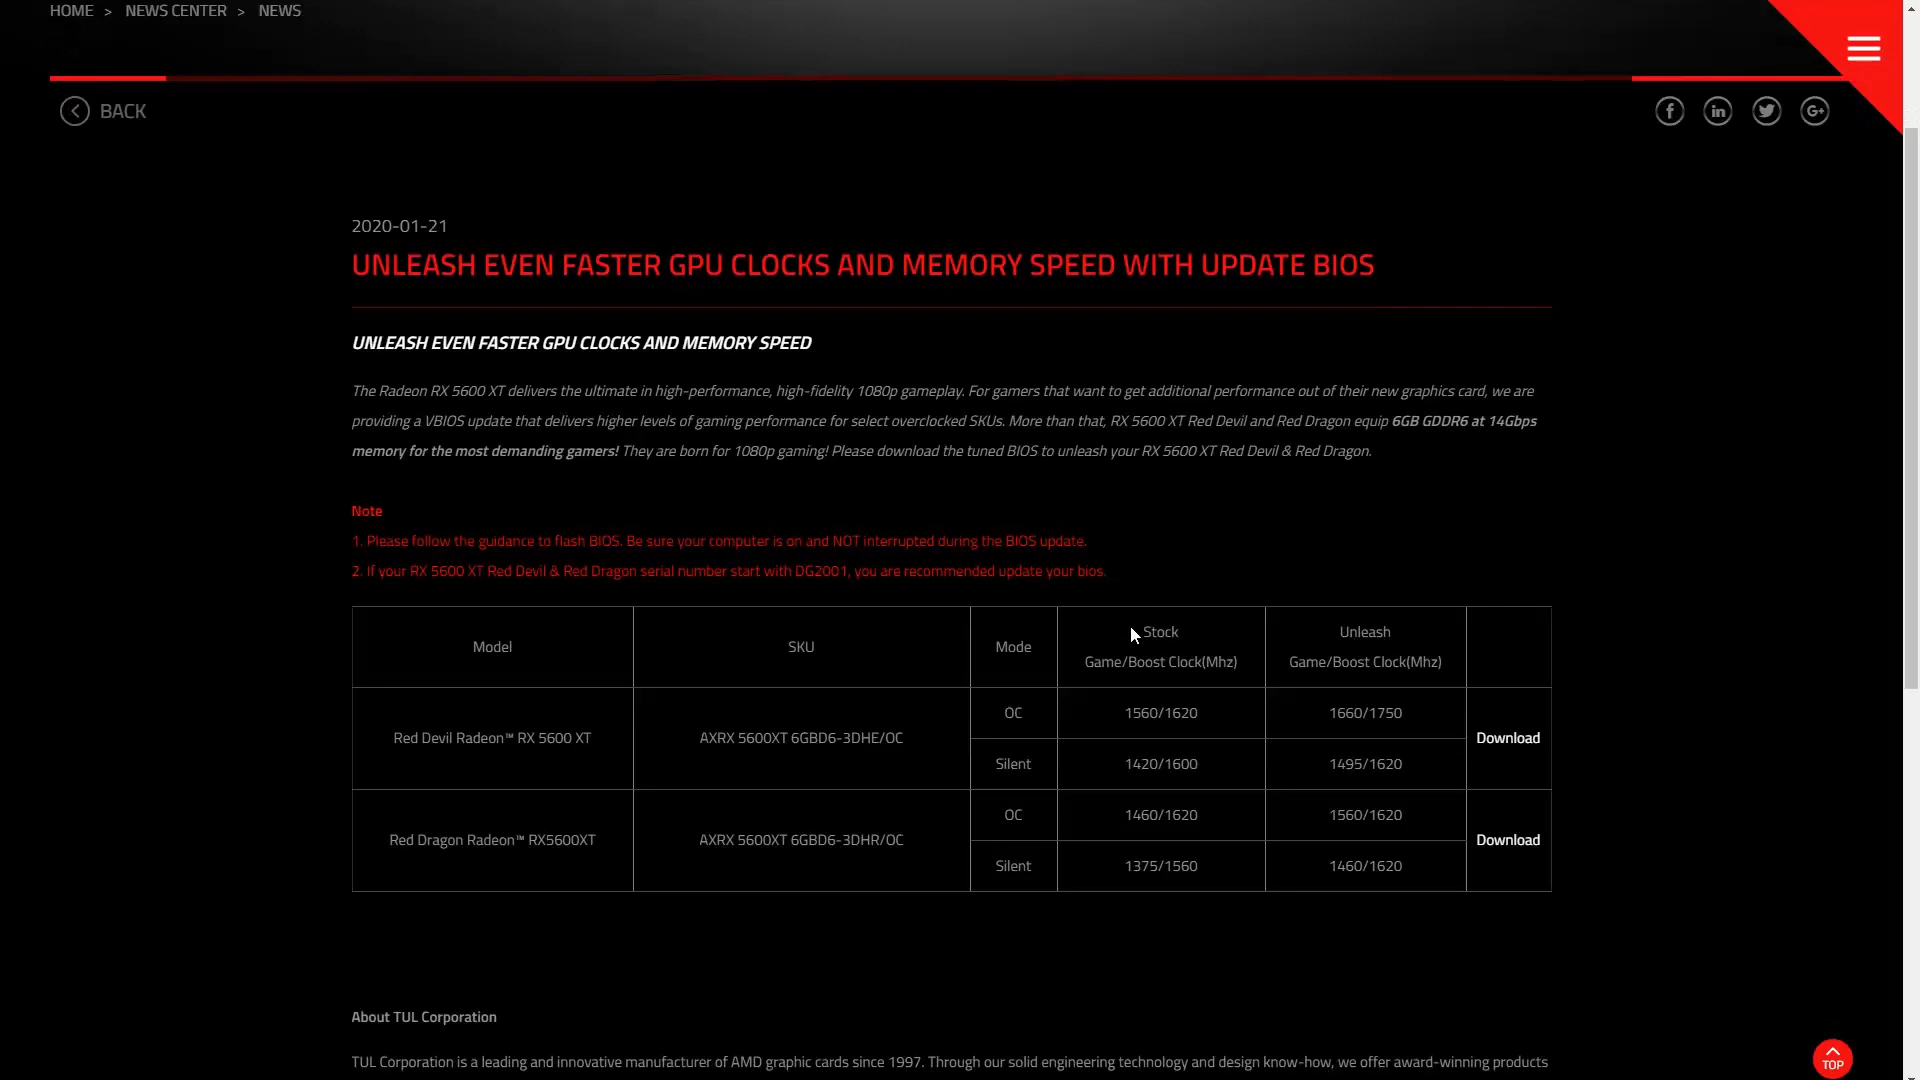 HOME > NEWS CENTER > NEWS
BACK
2020-01-21
UNLEASH EVEN FASTER GPU CLOCKS AND MEMORY SPEED WITH UPDATE BIOS
UNLEASH EVEN FASTER GPU CLOCKS AND MEMORY SPEED
The Radeon RX 5600 XT delivers the ultimate in high-performance, high-fidelity 1080p gameplay. For gamers that want to get additional performance out of their new graphics card, we are
providing a VBIOS update that delivers higher levels of gaming performance for select overclocked SKUs. More than that, RX 5600 XT Red Devil and Red Dragon equip 6GB GDDR6 at 14Gbps
memory for the most demanding gamers! They are born for 1080p gaming! Please download the tuned BIOS to unleash your RX 5600 XT Red Devil & Red Dragon.
Note
1. Please follow the guidance to flash BIOS. Be sure your computer is on and NOT interrupted during the BIOS update.
2. If your RX 5600 XT Red Devil & Red Dragon serial number start with DG2001, you are recommended update your bios.
Model SKU Mode Stock Unleash
Game/Boost Clock(Mhz) Game/Boost Clock(Mhz)
OC 1560/1620 1660/1750
Red Devil Radeon™ RX 5600 XT AXRX 5600XT 6GBD6-3DHE/OC Download
Silent 1420/1600 1495/1620
OC 1460/1620 1560/1620
Red Dragon Radeon™ RX5600XT AXRX 5600XT 6GBD6-3DHR/OC Download
Silent 1375/1560 1460/1620
About TUL Corporation
TUL Corporation is a leading and innovative manufacturer of AMD graphic cards since 1997. Through our solid engineering technology and design know-how, we offer award-winning products
TOP